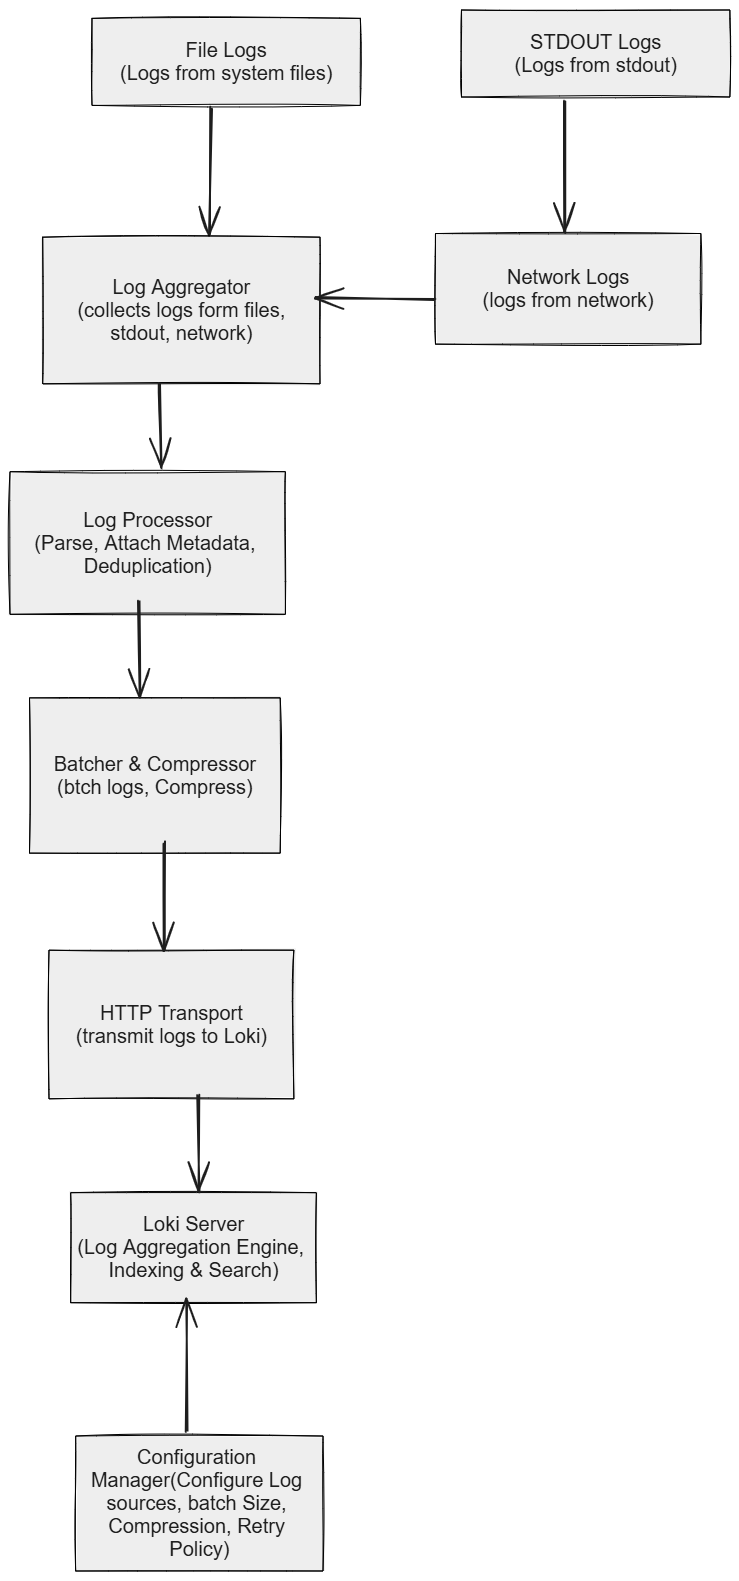 File Logs
(Logs from system files)
STDOUT Logs
(Logs from stdout)
Log Aggregator
(collects logs form files,
stdout, network)
Network Logs
(logs from network)
Log Processor
(Parse, Attach Metadata,
Deduplication)
Batcher & Compressor
(btch logs, Compress)
HTTP Transport
(transmit logs to Loki)
Loki Server
(Log Aggregation Engine,
Indexing & Search)
Configuration
Manager(Configure Log
sources, batch Size,
Compression, Retry
Policy)